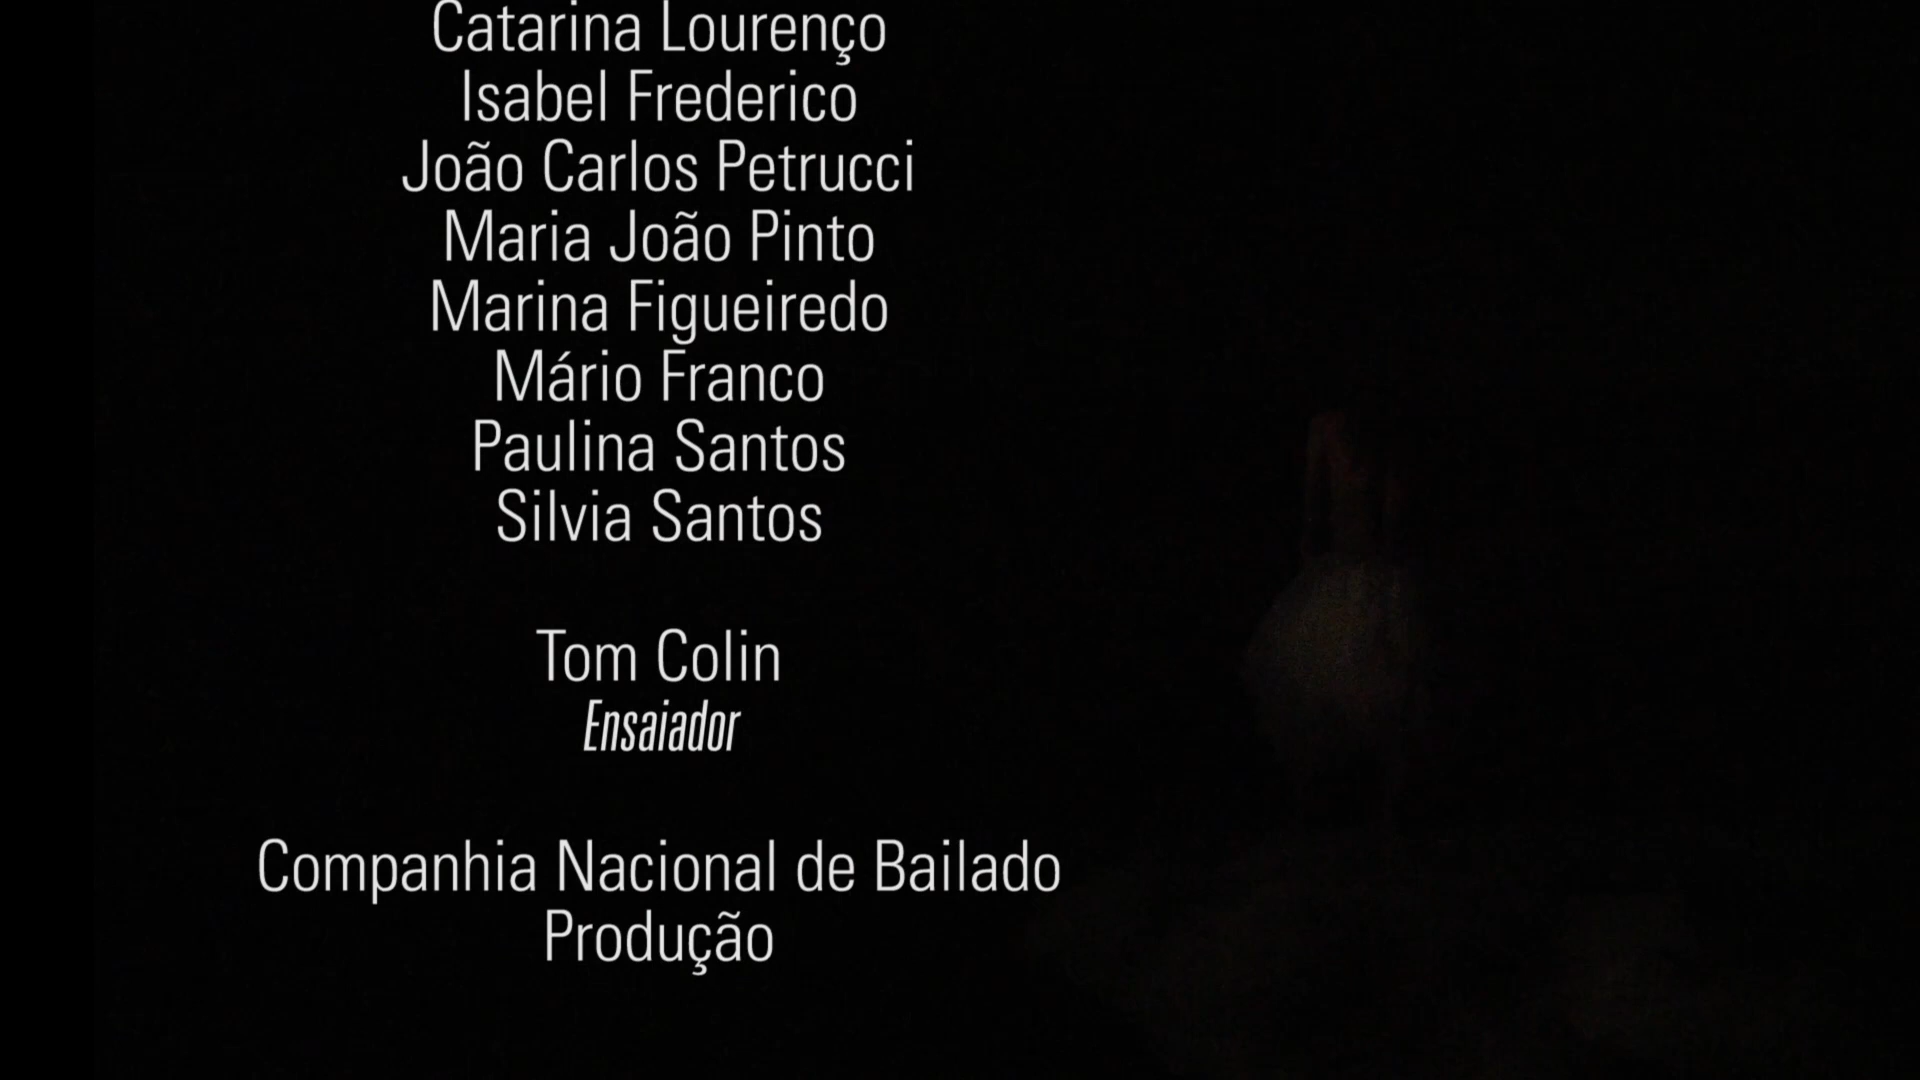 Catarina Lourenço
Isabel Frederico
João Carlos Petrucci
Maria João Pinto
Marina Figueiredo
Mário Franco
Paulina Santos
Silvia Santos
Tom Colin
Ensaiador
Companhia Nacional de Bailado
Produção